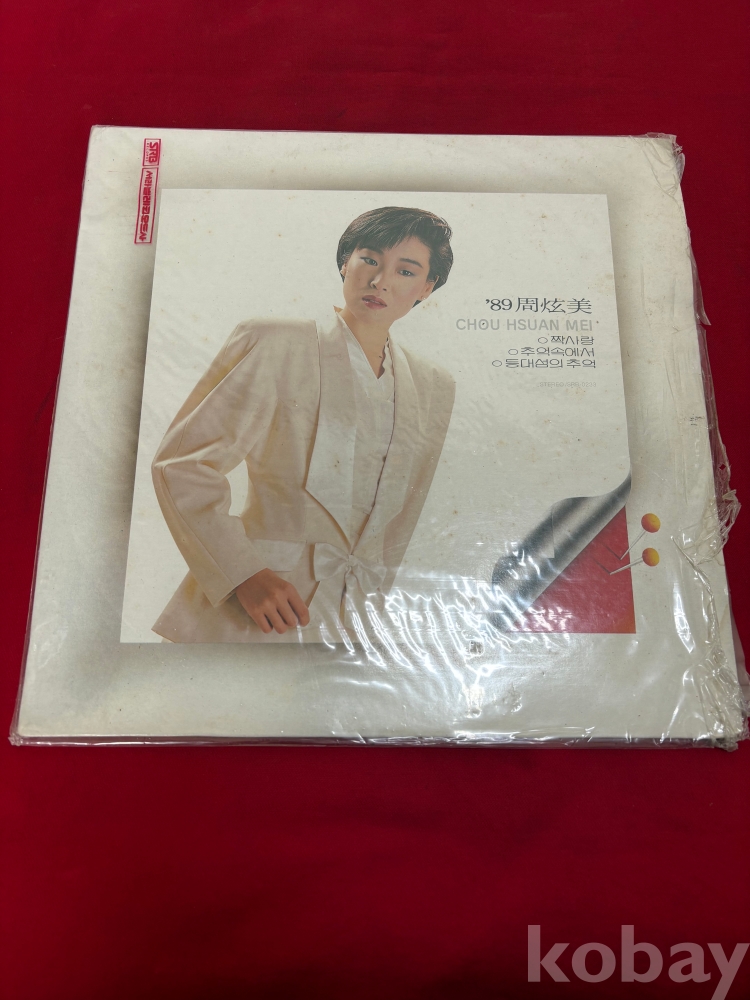 SRB
'89 周炫美
CHOU HSUAN MEI
짝사랑
추억속에서
등대섬의 추억
kobay